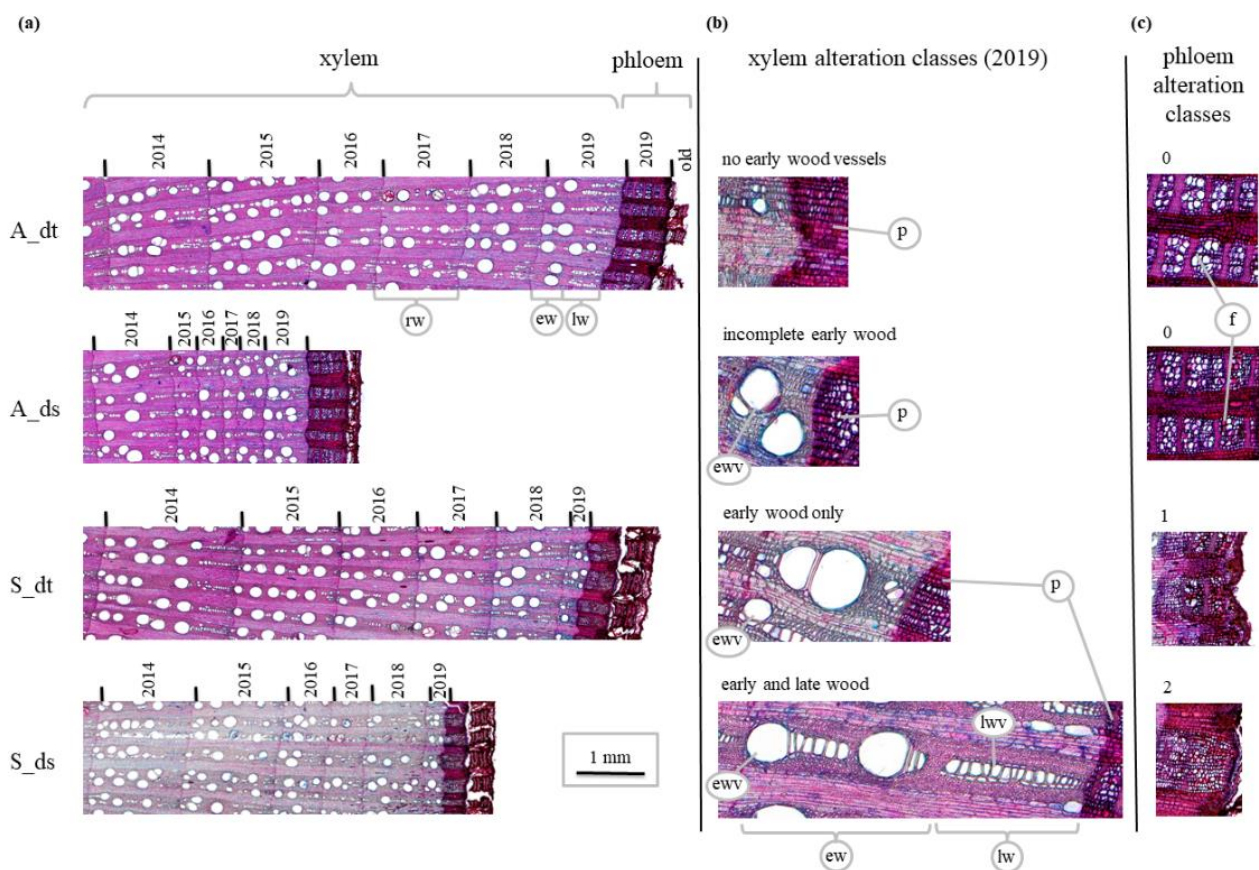 (a)
xylem
phloem
2014
2015
2016
2017
2018
2019
2019
old
A_dt
rw
ew
lw
2014
2015
2016
2017
2018
2019
A_ds
2014
2015
2016
2017
2018
2019
S_dt
2014
2015
2016
2017
2018
2019
S_ds
1 mm
(b)
xylem alteration classes (2019)
no early wood vessels
p
incomplete early wood
p
ewv
early wood only
p
ewv
early and late wood
lwv
ewv
ew
lw
(c)
phloem
alteration
classes
0
f
0
1
2